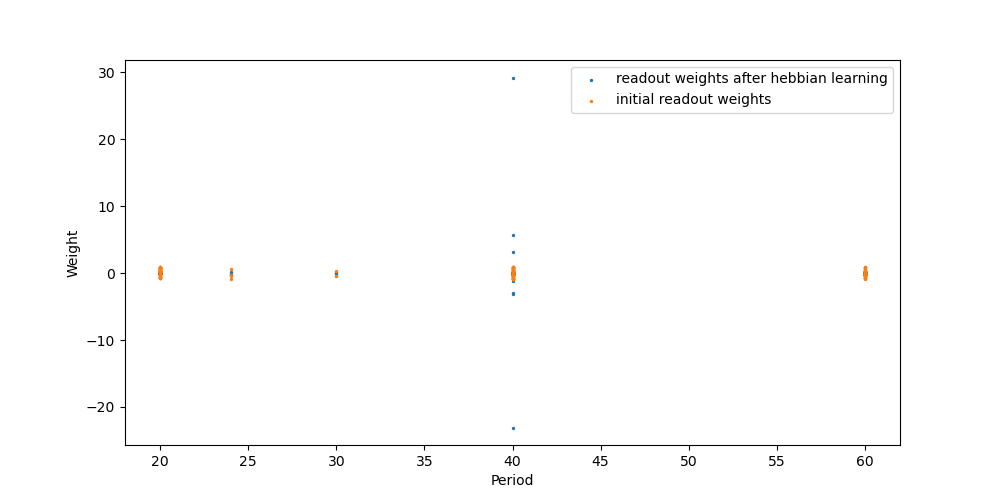 readout weights after hebbian learning
initial readout weights
30
20
10
0
−10
−20
Weight
20 25 30 35 40 45 50 55 60
Period